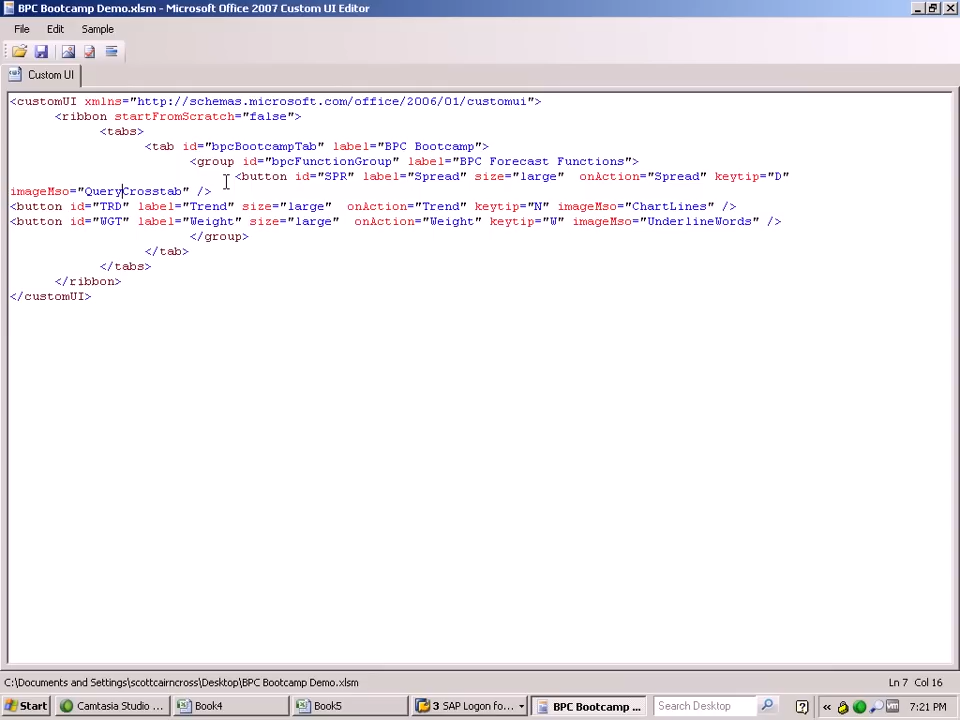 BPC Bootcamp Demo.xlsm - Microsoft Office 2007 Custom UI Editor
File Edit Sample
Custom UI
<customUI xmlns="http://schemas.microsoft.com/office/2006/01/customui">
<ribbon startFromScratch="false">
<tabs>
<tab id="bpcBootcampTab" label="BPC Bootcamp">
<group id="bpcFunctionGroup" label="BPC Forecast Functions">
<button id="SPR" label="Spread" size="large" onAction="Spread" keytip="D"
imageMso="QueryCrosstab" />
<button id="TRD" label="Trend" size="large" onAction="Trend" keytip="N" imageMso="ChartLines" />
<button id="WGT" label="Weight" size="large" onAction="Weight" keytip="W" imageMso="UnderlineWords" />
</group>
</tab>
</tabs>
</ribbon>
</customUI>
C:\Documents and Settings\scottcairncross\Desktop\BPC Bootcamp Demo.xlsm Ln 7 Col 16
Start Camtasia Studio ... Book4 Book5 3 SAP Logon fo... BPC Bootcamp ... Search Desktop 7:21 PM